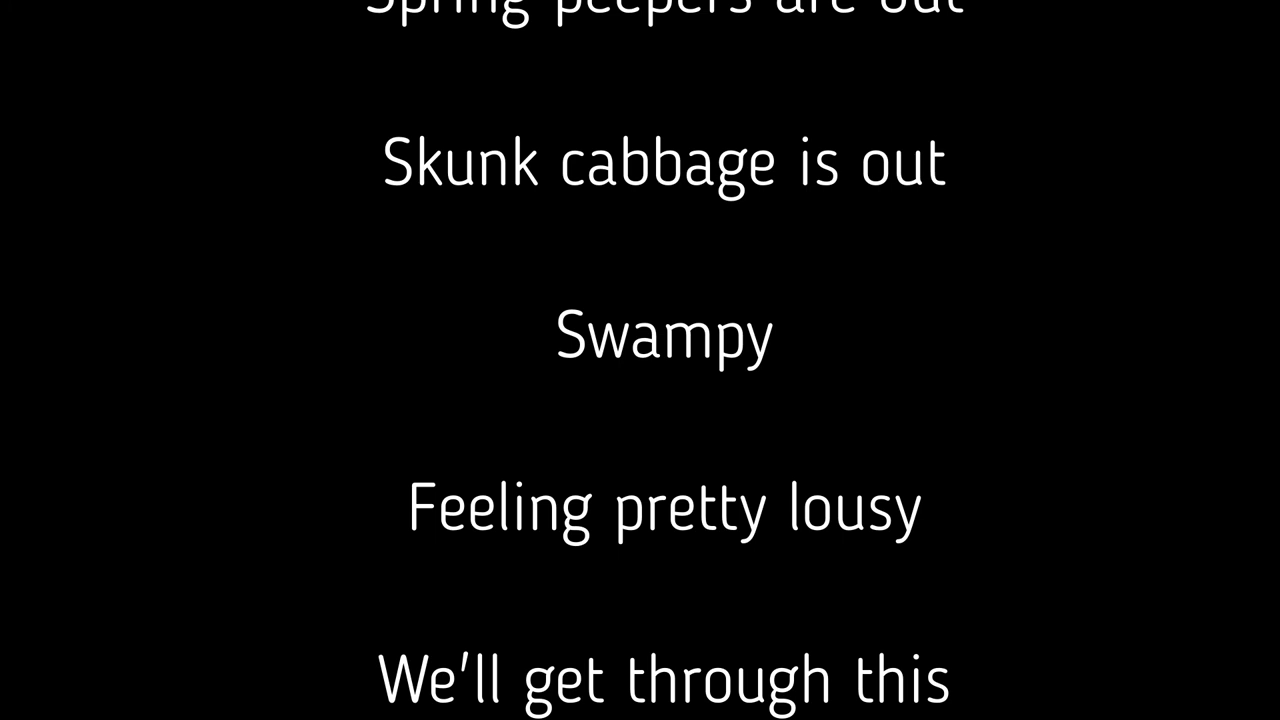 Spring peepers are out
Skunk cabbage is out
Swampy
Feeling pretty lousy
We'll get through this